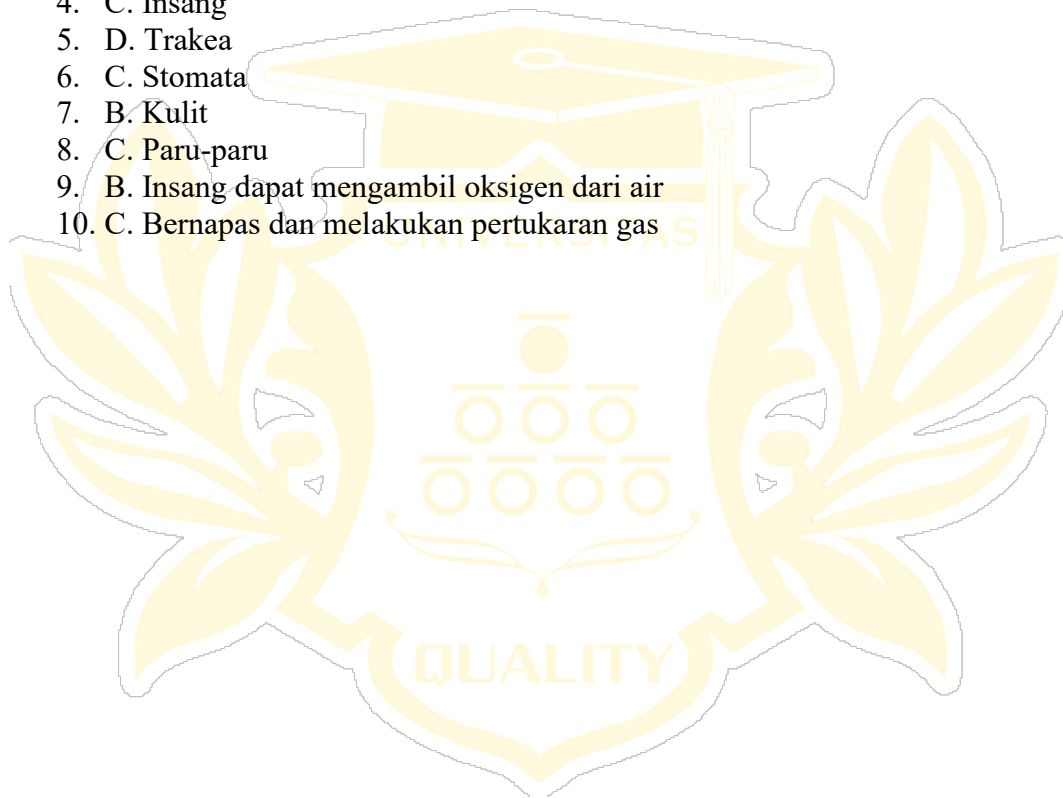 4. C. Insang
5. D. Trakea
6. C. Stomata
7. B. Kulit
8. C. Paru-paru
9. B. Insang dapat mengambil oksigen dari air
10. C. Bernapas dan melakukan pertukaran gas
UNIVERSITAS
QUALITY